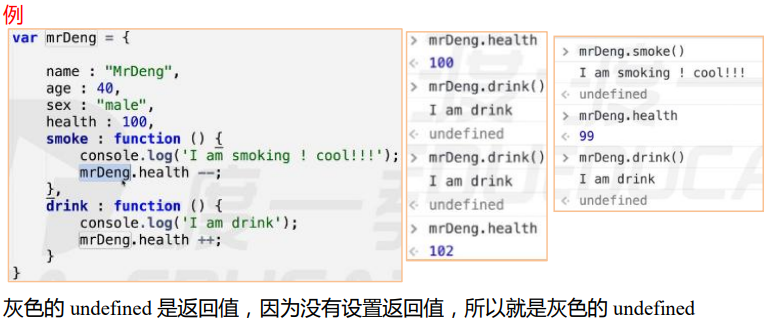 例
var mrDeng = {
name : "MrDeng",
age : 40,
sex : "male",
health : 100,
smoke : function () {
console.log('I am smoking ! cool!!!');
mrDeng.health --;
},
drink : function () {
console.log('I am drink');
mrDeng.health ++;
}
}
> mrDeng.health
< 100
> mrDeng.drink()
I am drink
< undefined
> mrDeng.drink()
I am drink
< undefined
> mrDeng.health
< 102
> mrDeng.smoke()
I am smoking ! cool!!!
< undefined
> mrDeng.health
< 99
> mrDeng.drink()
I am drink
< undefined
灰色的 undefined 是返回值，因为没有设置返回值，所以就是灰色的 undefined